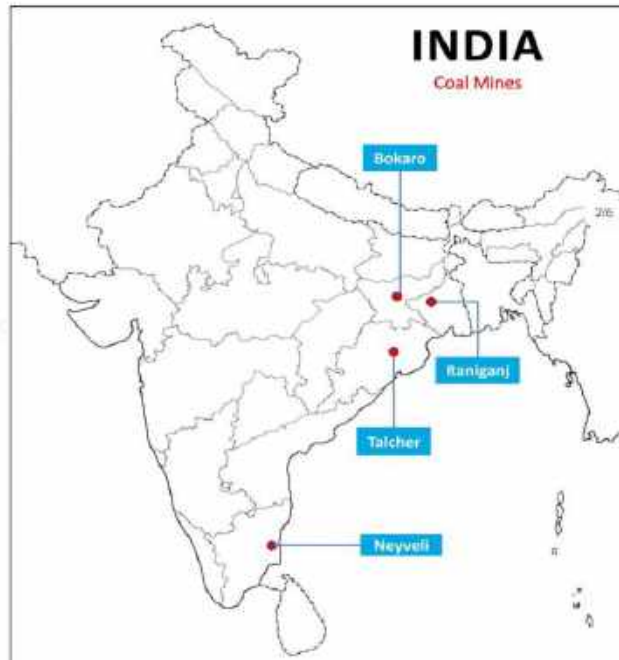 INDIA
Coal Mines
Bokaro
Raniganj
Talcher
Neyveli